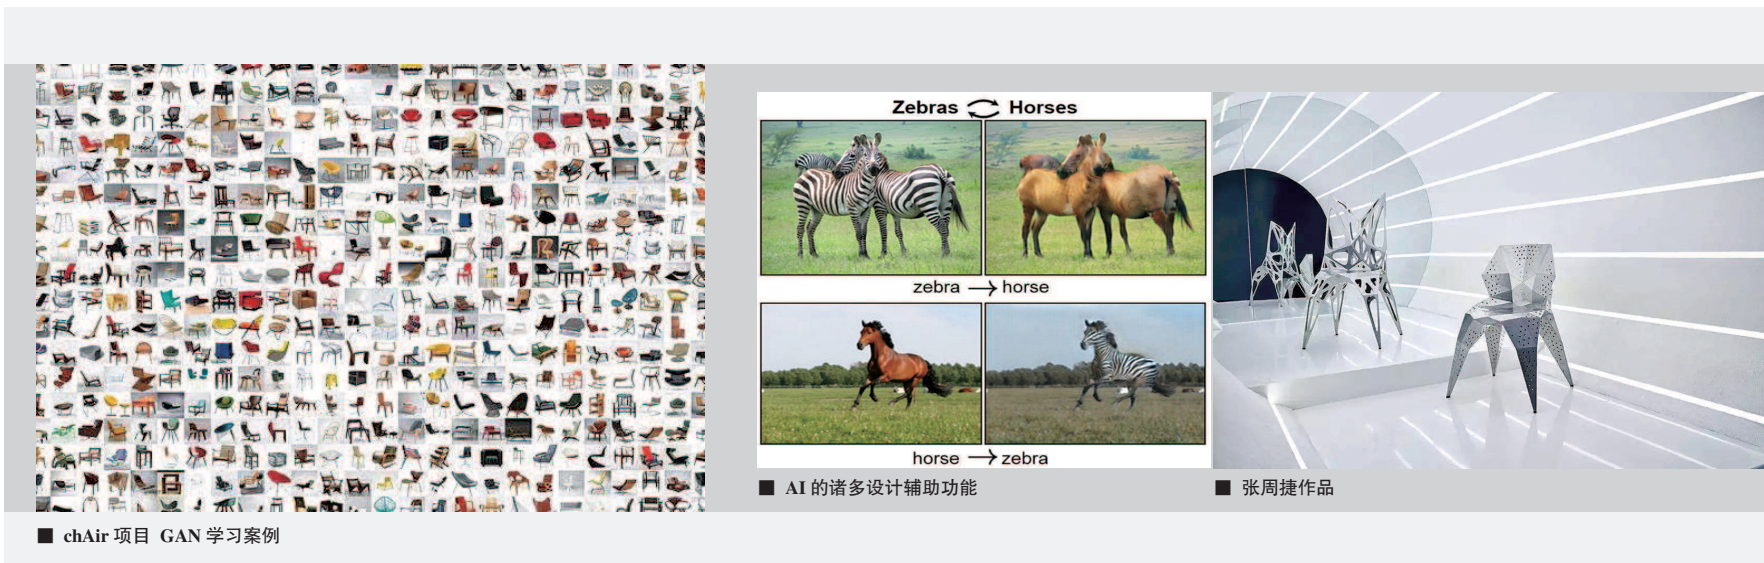 Zebras Horses
zebra → horse
horse → zebra
■ AI 的诸多设计辅助功能
■ 张周捷作品
■ chAir 项目 GAN 学习案例